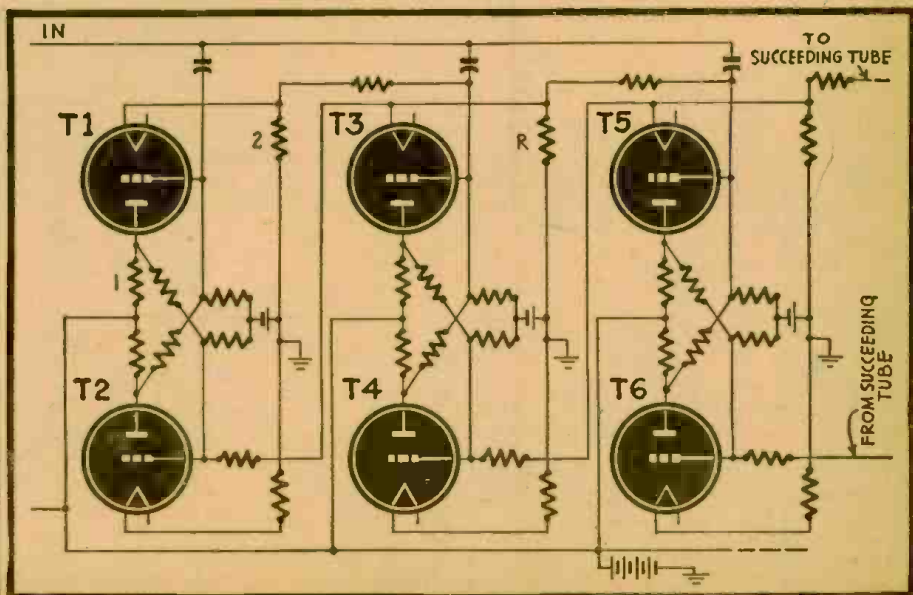 IN
TO
SUCCEEDING TUBE
T1
2
T3
R
T5
1
T2
T4
T6
FROM SUCCEEDING
TUBE